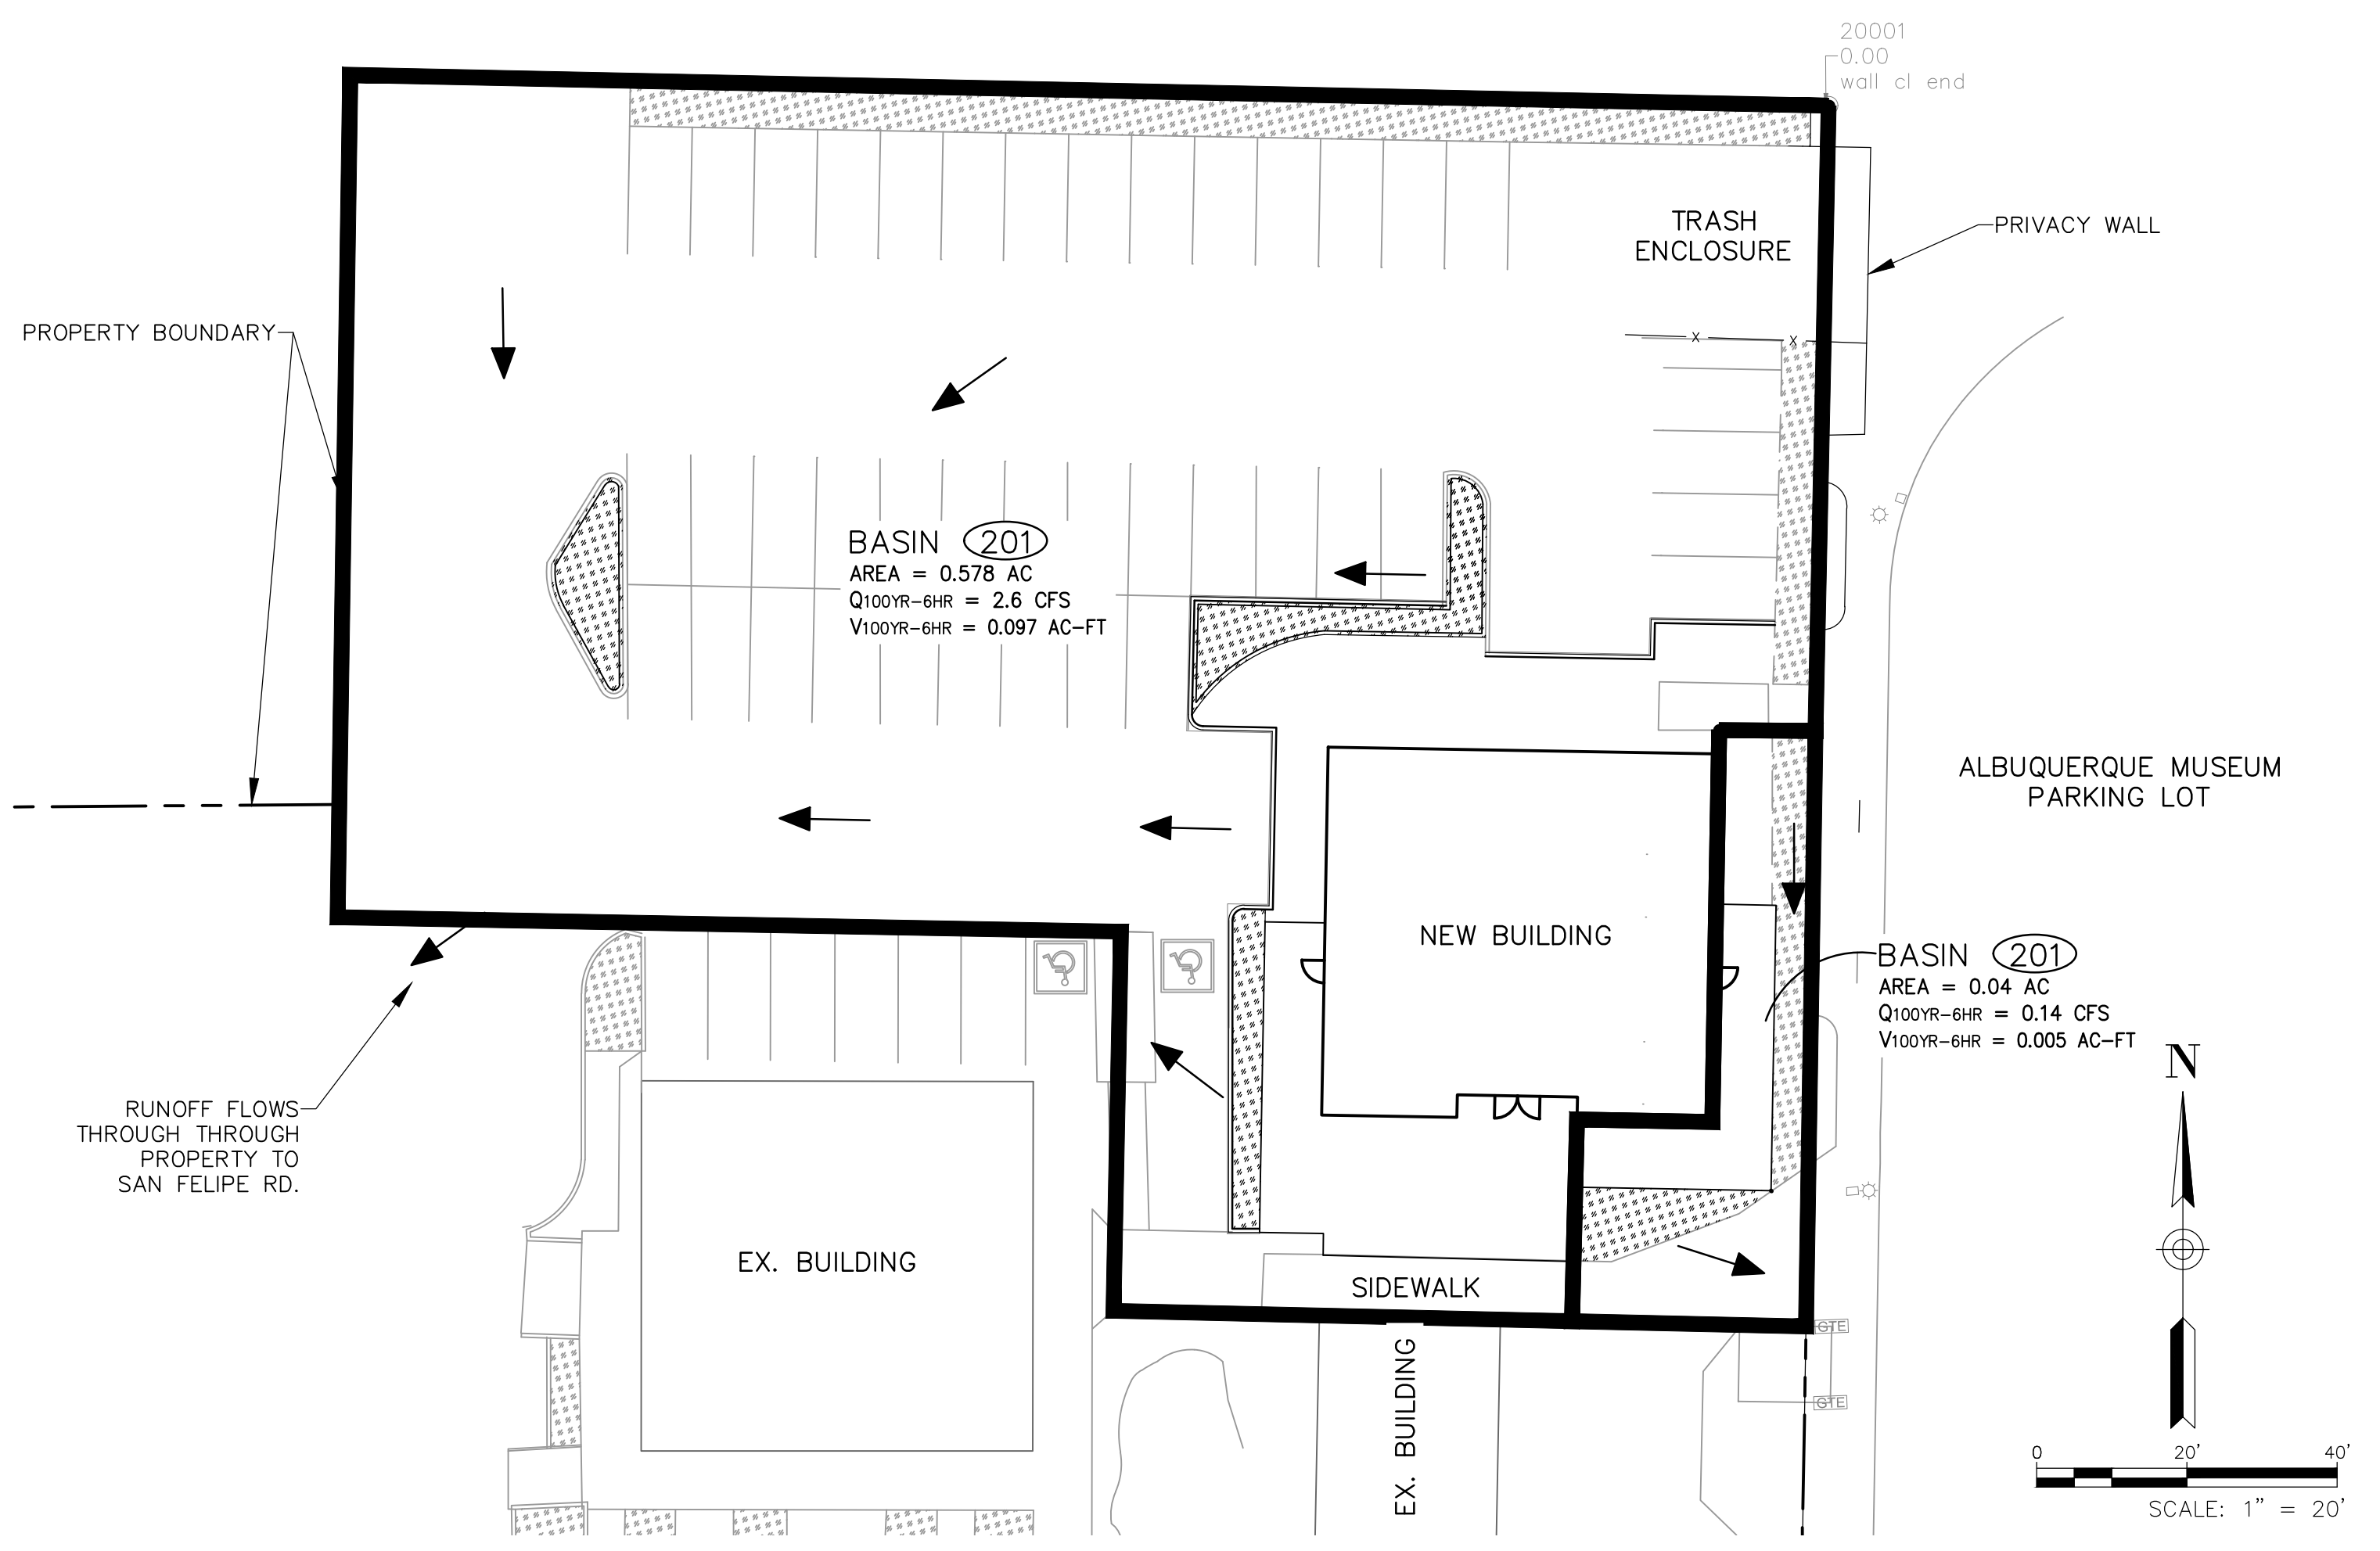 20001
0.00
wall cl end
TRASH
ENCLOSURE
PRIVACY WALL
PROPERTY BOUNDARY
X
X
BASIN 201
AREA = 0.578 AC
Q100YR-6HR = 2.6 CFS
V100YR-6HR = 0.097 AC-FT
ALBUQUERQUE MUSEUM
PARKING LOT
NEW BUILDING
BASIN 201
AREA = 0.04 AC
Q100YR-6HR = 0.14 CFS
V100YR-6HR = 0.005 AC-FT
N
RUNOFF FLOWS
THROUGH THROUGH
PROPERTY TO
SAN FELIPE RD.
EX. BUILDING
SIDEWALK
EX. BUILDING
GTE
GTE
0 20' 40'
SCALE: 1" = 20'